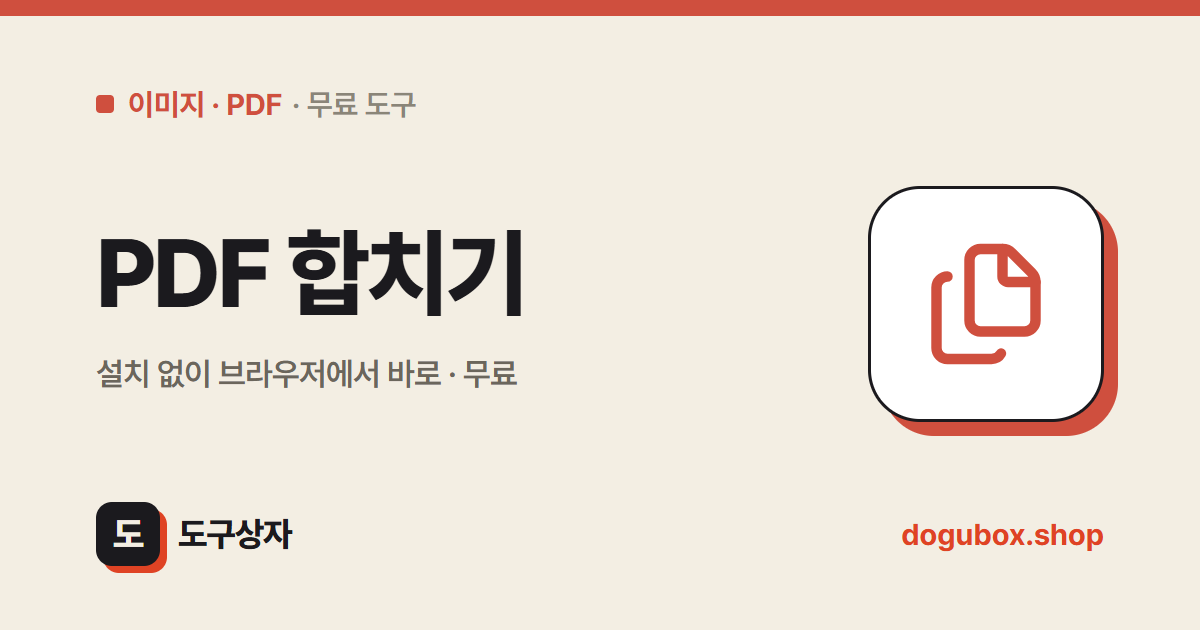 이미지 · PDF · 무료 도구
PDF 합치기
설치 없이 브라우저에서 바로 · 무료
도 도구상자
dogubox.shop